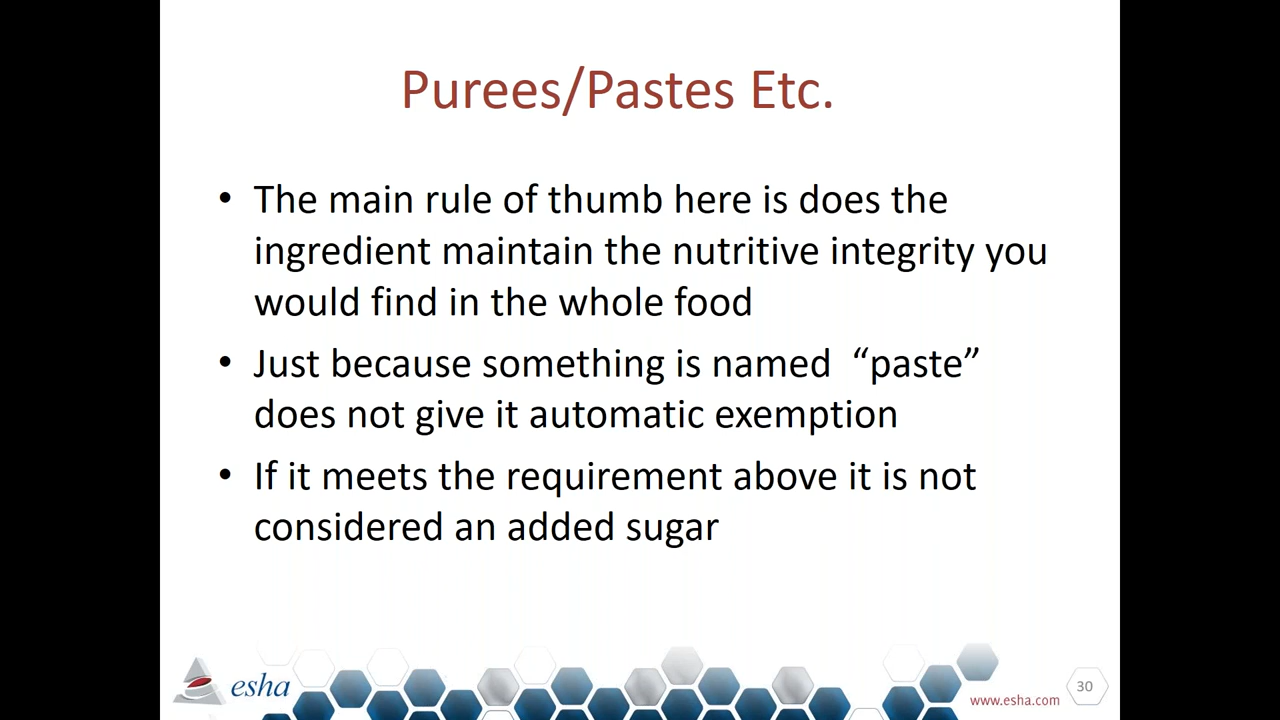 Purees/Pastes Etc.
• The main rule of thumb here is does the
ingredient maintain the nutritive integrity you
would find in the whole food
• Just because something is named “paste”
does not give it automatic exemption
• If it meets the requirement above it is not
considered an added sugar
esha
www.esha.com
30